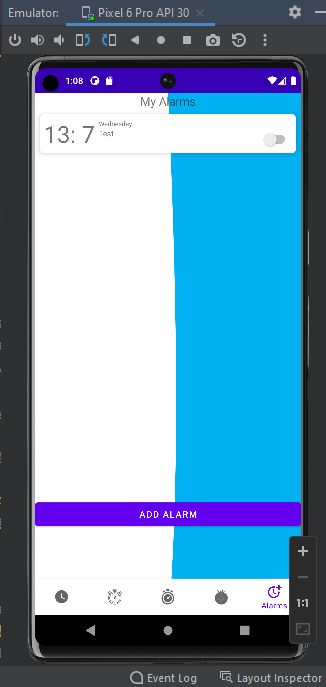 Emulator: Pixel 6 Pro API 30
1:08
My Alarms
13: 7 Wednesday
Test
ADD ALARM
Alarms
1:1
Event Log Layout Inspector